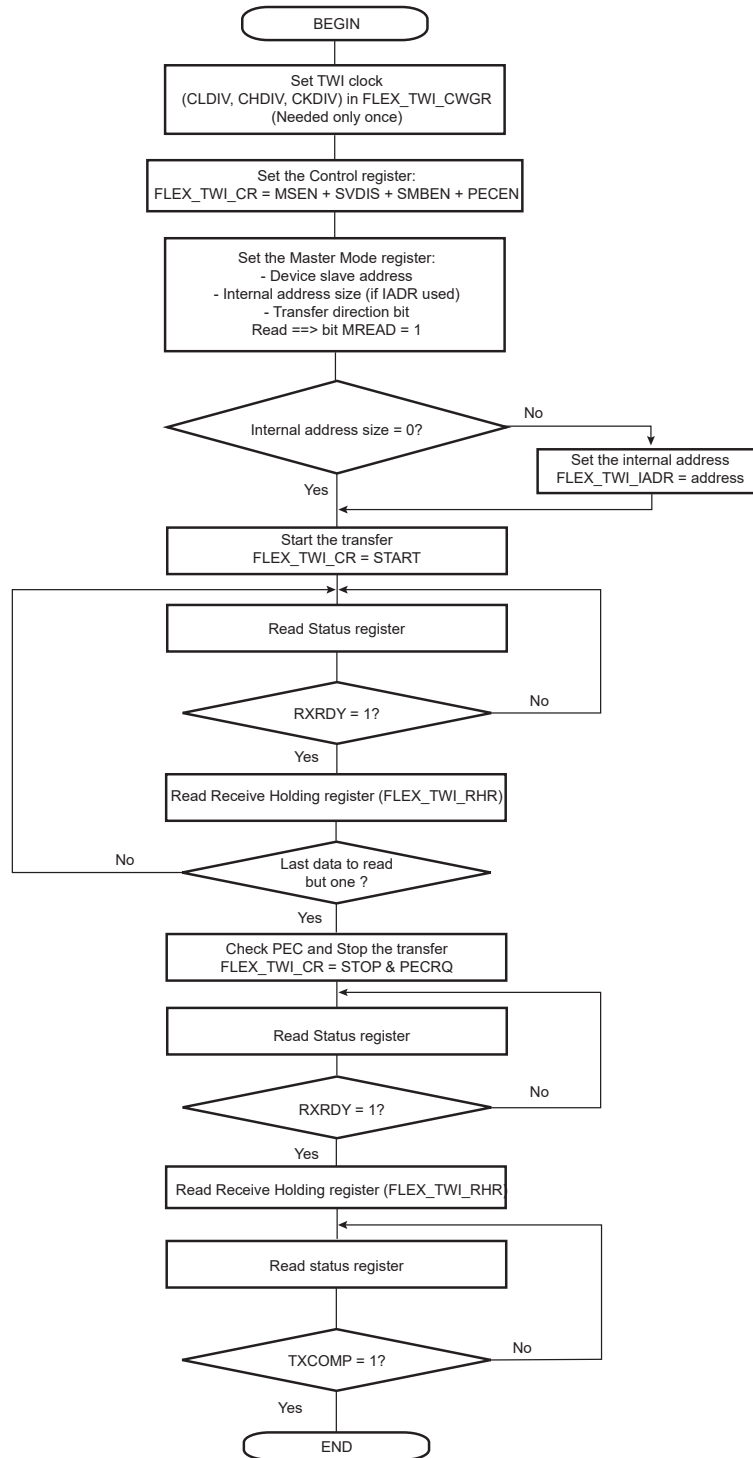 BEGIN
Set TWI clock
(CLDIV, CHDIV, CKDIV) in FLEX_TWI_CWGR
(Needed only once)
Set the Control register:
FLEX_TWI_CR = MSEN + SVDIS + SMBEN + PECEN
Set the Master Mode register:
- Device slave address
- Internal address size (if IADR used)
- Transfer direction bit
Read ==> bit MREAD = 1
Internal address size = 0?
No
Set the internal address
FLEX_TWI_IADR = address
Yes
Start the transfer
FLEX_TWI_CR = START
Read Status register
RXRDY = 1?
No
Yes
Read Receive Holding register (FLEX_TWI_RHR)
Last data to read
but one ?
No
Yes
Check PEC and Stop the transfer
FLEX_TWI_CR = STOP & PECRQ
Read Status register
RXRDY = 1?
No
Yes
Read Receive Holding register (FLEX_TWI_RHR)
Read status register
TXCOMP = 1?
No
Yes
END